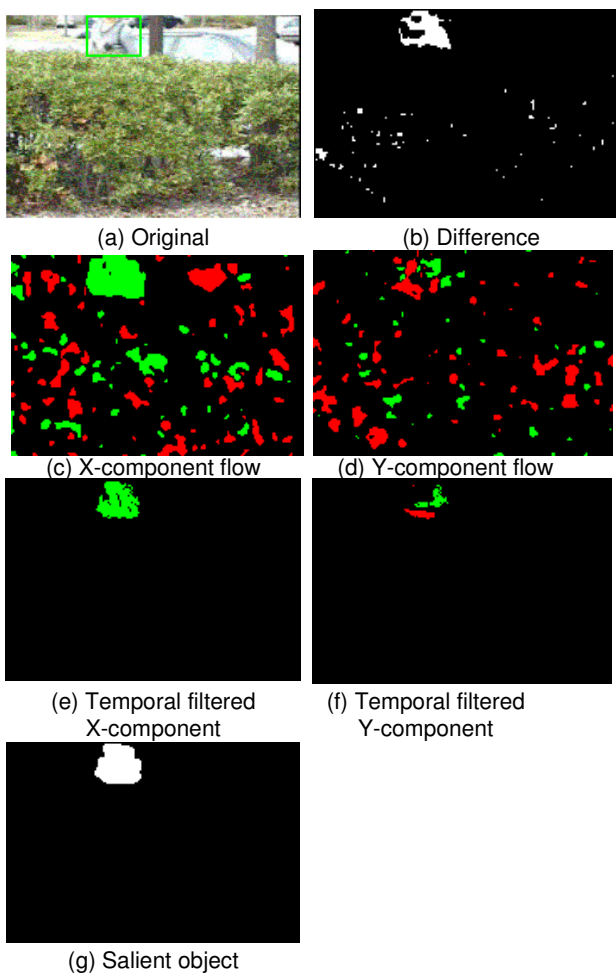 (a) Original
(b) Difference
(c) X-component flow
(d) Y-component flow
(e) Temporal filtered
X-component
(f) Temporal filtered
Y-component
(g) Salient object